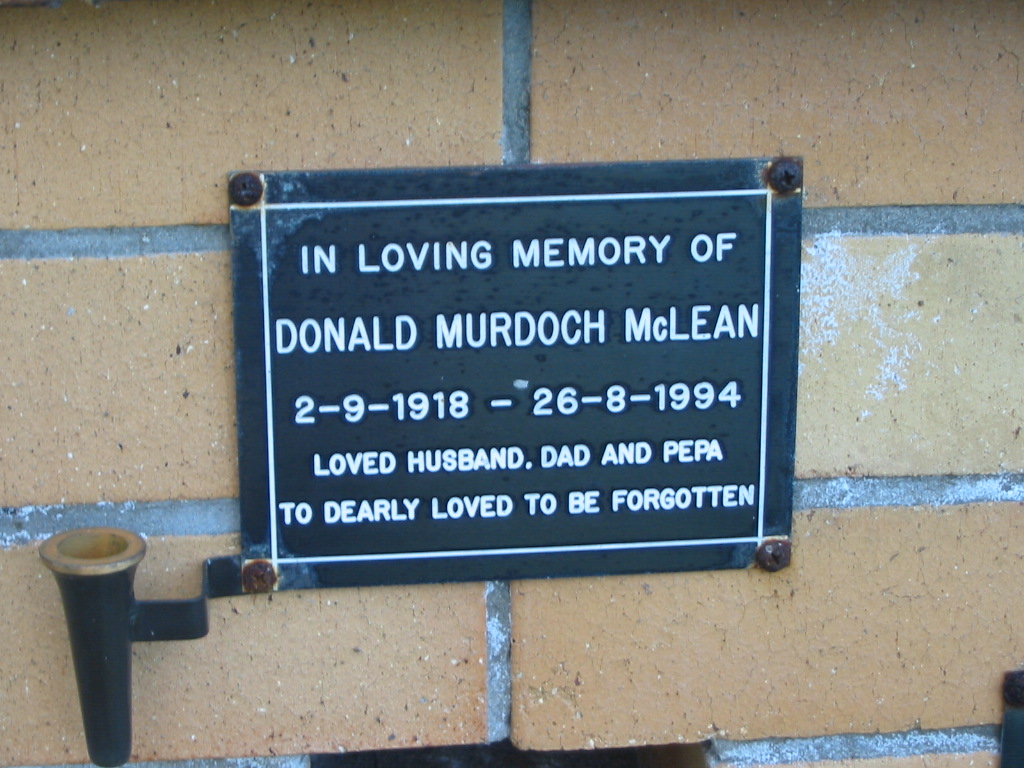 IN LOVING MEMORY OF
DONALD MURDOCH McLEAN
2-9-1918 - 26-8-1994
LOVED HUSBAND. DAD AND PEPA
TO DEARLY LOVED TO BE FORGOTTEN